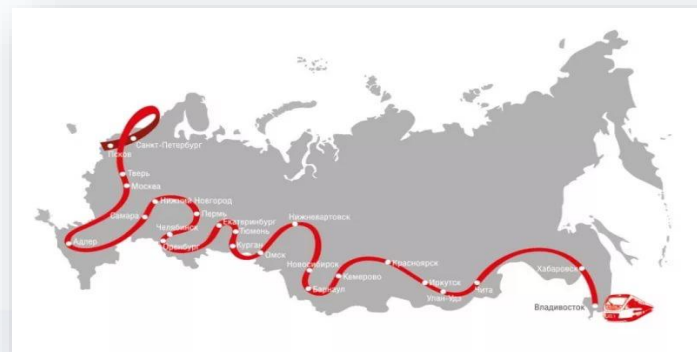 Санкт-Петербург
Псков
Тверь
Москва
Нижний Новгород
Самара
Пермь
Адлер
Челябинск
Оренбург
Екатеринбург
Тюмень
Курган
Омск
Нижневартовск
Новосибирск
Барнаул
Кемерово
Красноярск
Иркутск
Улан-Удэ
Чита
Хабаровск
Владивосток